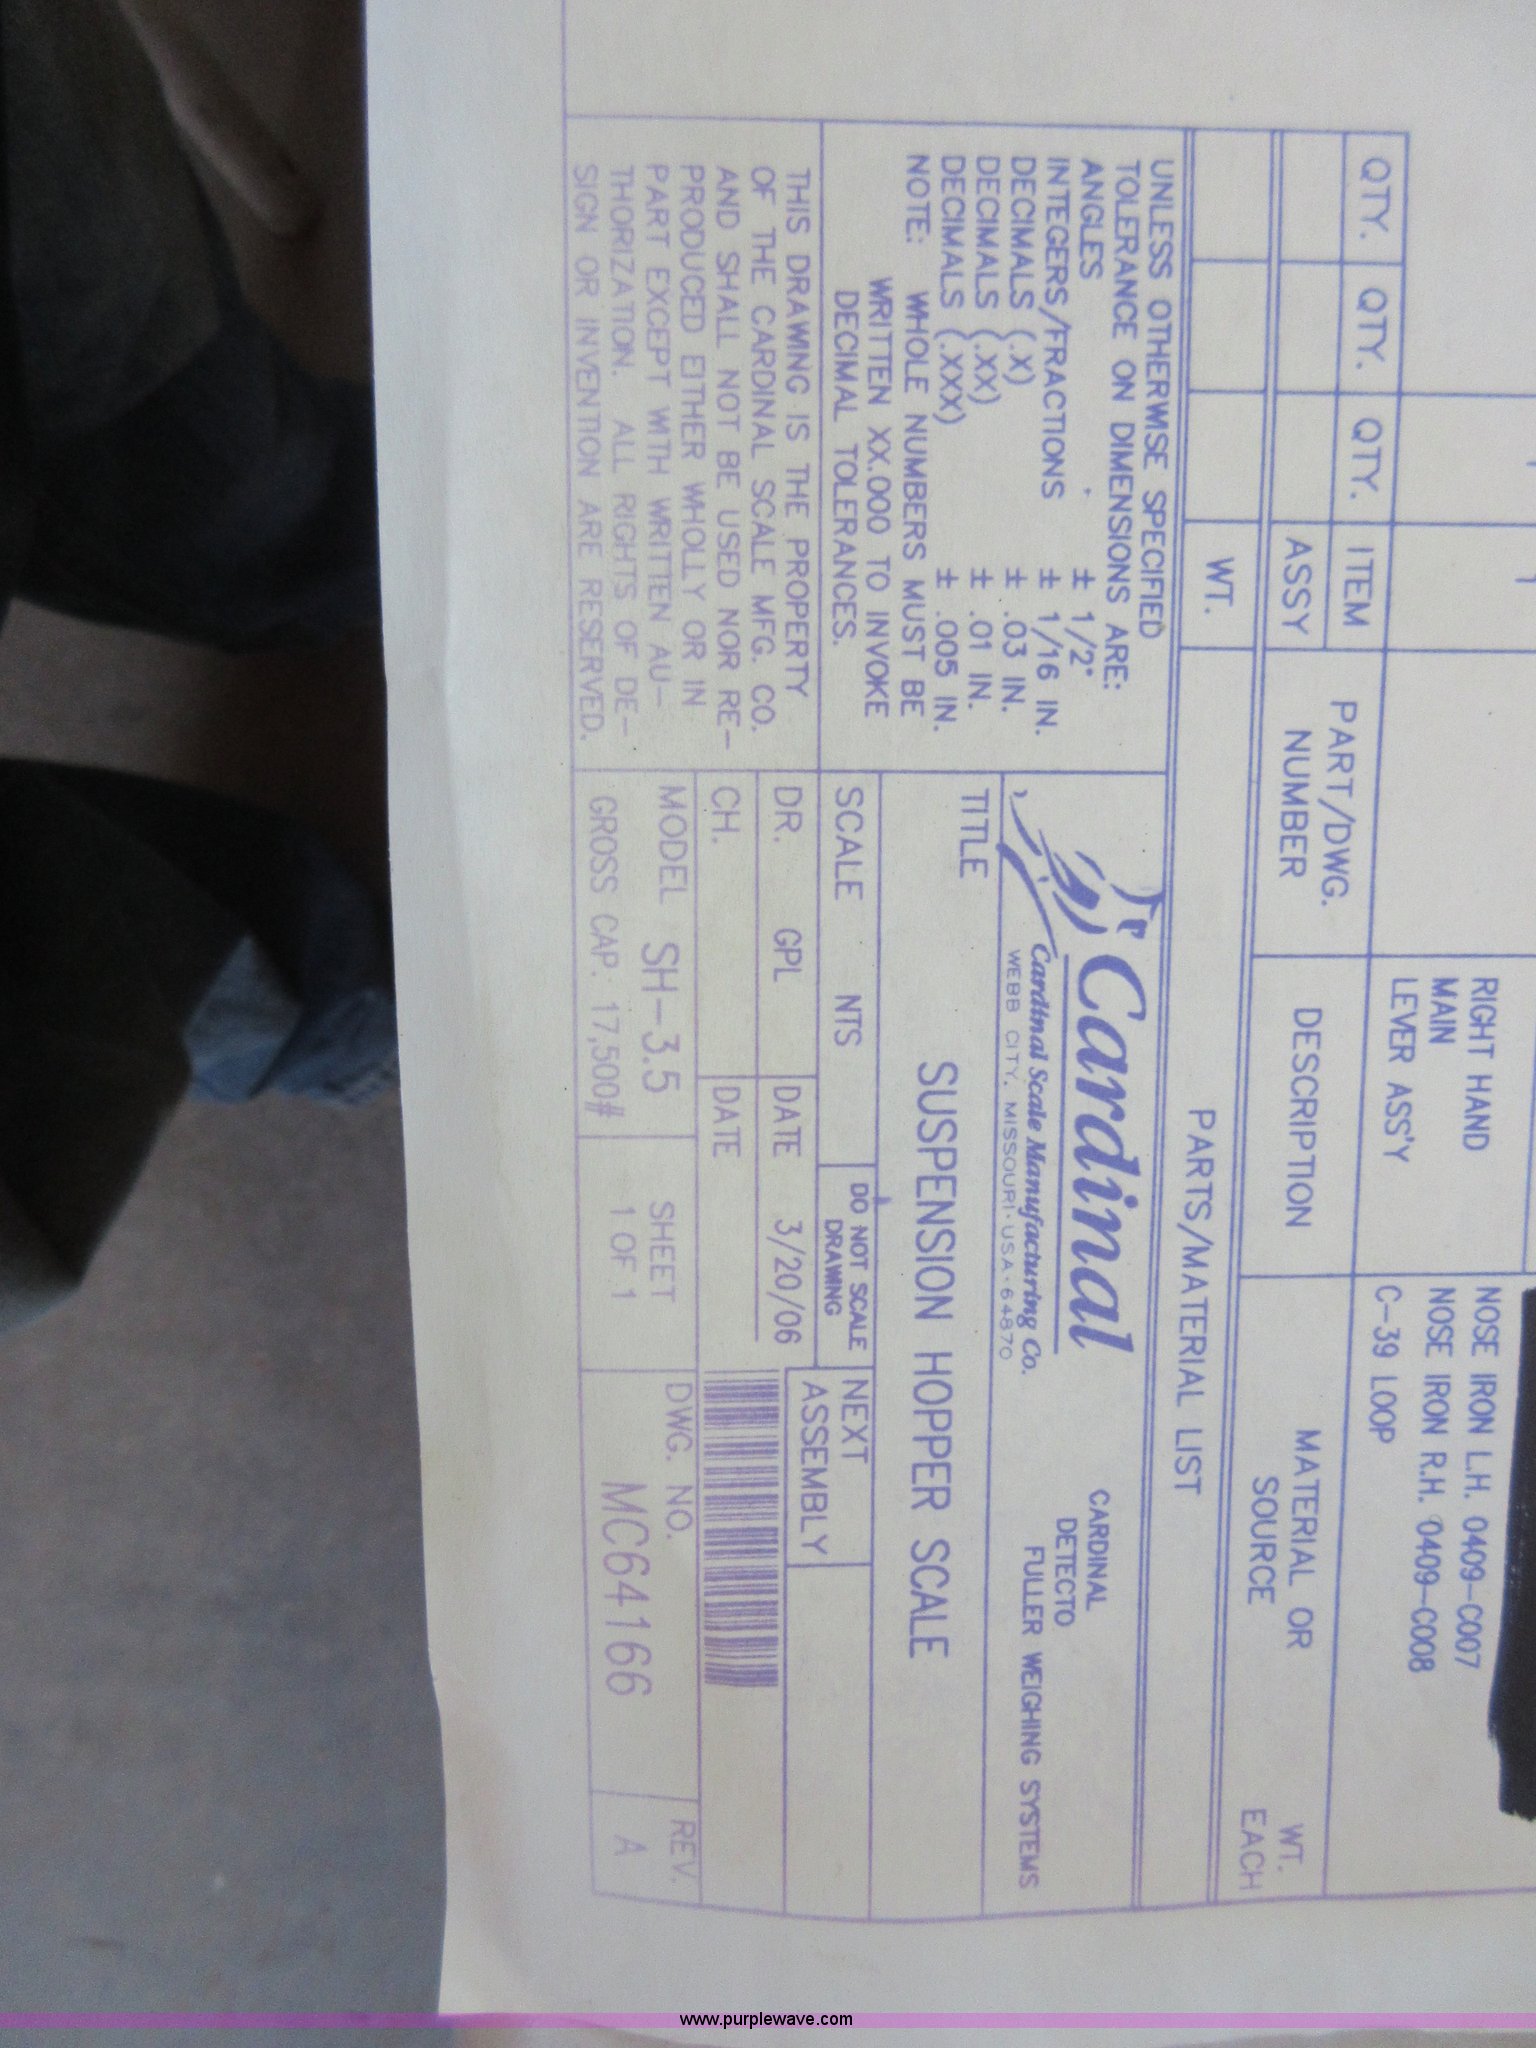 RIGHT HAND
MAIN
LEVER ASS'Y
NOSE IRON L.H. 0409-C007
NOSE IRON R.H. 0409-C008
C-39 LOOP
QTY. QTY. QTY. ITEM
ASSY
PART/DWG.
NUMBER
DESCRIPTION
MATERIAL OR
SOURCE
WT.
EACH
WT.
PARTS/MATERIAL LIST
UNLESS OTHERWISE SPECIFIED
TOLERANCE ON DIMENSIONS ARE:
ANGLES ± 1/2°
INTEGERS/FRACTIONS ± 1/16 IN.
DECIMALS (.X) ± .03 IN.
DECIMALS (.XX) ± .01 IN.
DECIMALS (.XXX) ± .005 IN.
NOTE: WHOLE NUMBERS MUST BE
WRITTEN XX.000 TO INVOKE
DECIMAL TOLERANCES.
THIS DRAWING IS THE PROPERTY
OF THE CARDINAL SCALE MFG. CO.
AND SHALL NOT BE USED NOR RE-
PRODUCED EITHER WHOLLY OR IN
PART EXCEPT WITH WRITTEN AU-
THORIZATION. ALL RIGHTS OF DE-
SIGN OR INVENTION ARE RESERVED.
Cardinal
Cardinal Scale Manufacturing Co.
WEBB CITY, MISSOURI·USA·64870
CARDINAL
DETECTO
FULLER WEIGHING SYSTEMS
TITLE
SUSPENSION HOPPER SCALE
SCALE NTS
DO NOT SCALE
DRAWING
NEXT
ASSEMBLY
DR. GPL DATE 3/20/06
CH. DATE
MODEL SH-3.5
GROSS CAP. 17,500#
SHEET
1 OF 1
DWG. NO.
MC64166
REV.
A
www.purplewave.com